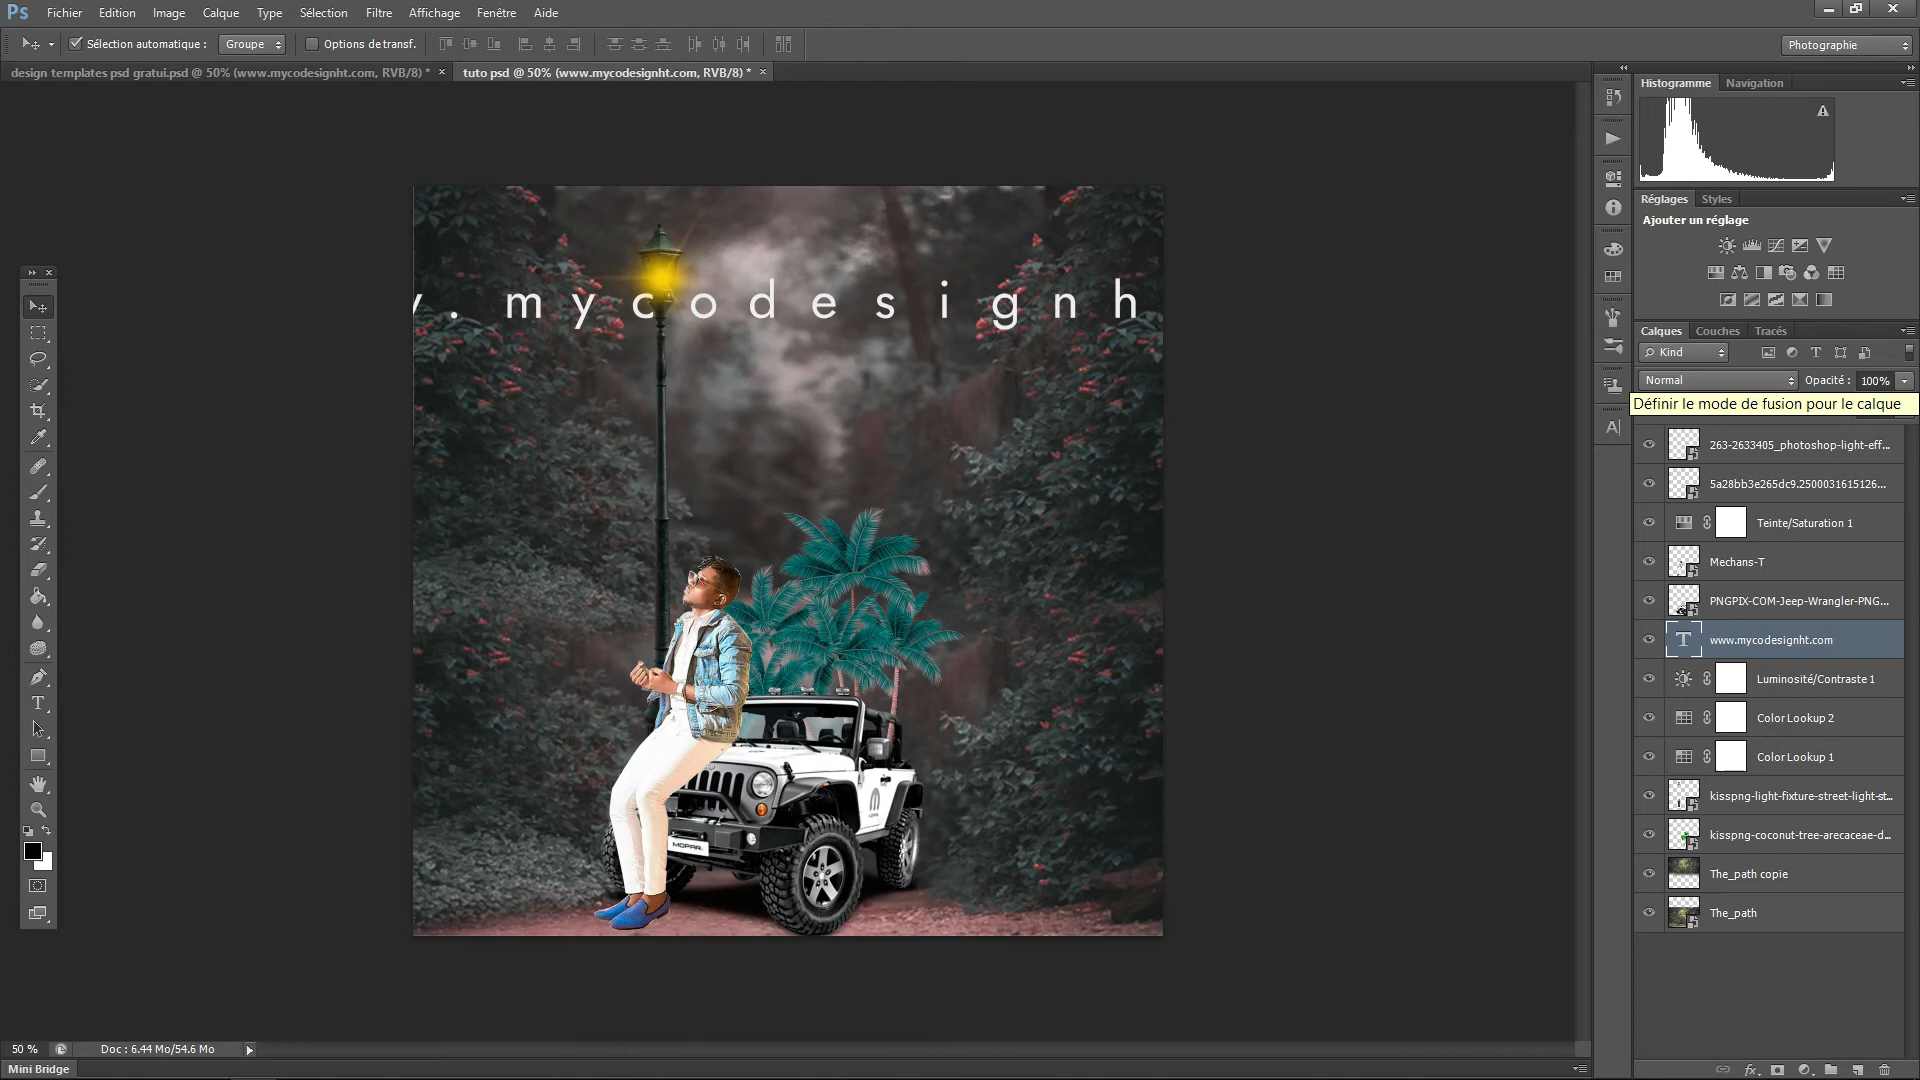 Ps Fichier Edition Image Calque Type Sélection Filtre Affichage Fenêtre Aide
Sélection automatique : Groupe Options de transf. Photographie
design templates psd gratui.psd @ 50% (www.mycodesignht.com, RVB/8) * × tuto psd @ 50% (www.mycodesignht.com, RVB/8) * ×
Histogramme Navigation
Réglages Styles
Ajouter un réglage
Calques Couches Tracés
Kind
Normal Opacité : 100%
Définir le mode de fusion pour le calque
263-2633405_photoshop-light-eff...
5a28bb3e265dc9.2500031615126...
Teinte/Saturation 1
Mechans-T
PNGPIX-COM-Jeep-Wrangler-PNG...
www.mycodesignht.com
Luminosité/Contraste 1
Color Lookup 2
Color Lookup 1
kisspng-light-fixture-street-light-st...
kisspng-coconut-tree-arecaceae-d...
The_path copie
The_path
. mycodesignh
MOPAR.
50 % Doc : 6.44 Mo/54.6 Mo
Mini Bridge